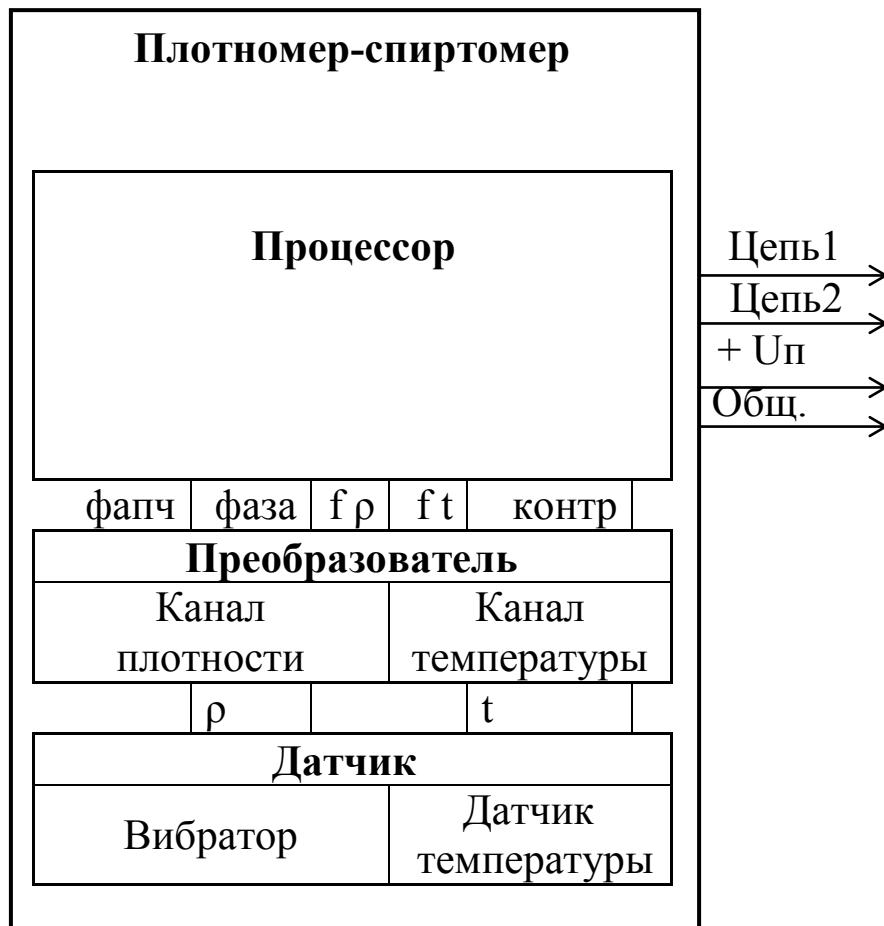 Плотномер-спиртомер
Процессор
Цепь1
Цепь2
+ Uп
Общ.
фапч фаза f ρ f t контр
Преобразователь
Канал плотности
Канал температуры
ρ t
Датчик
Вибратор
Датчик температуры